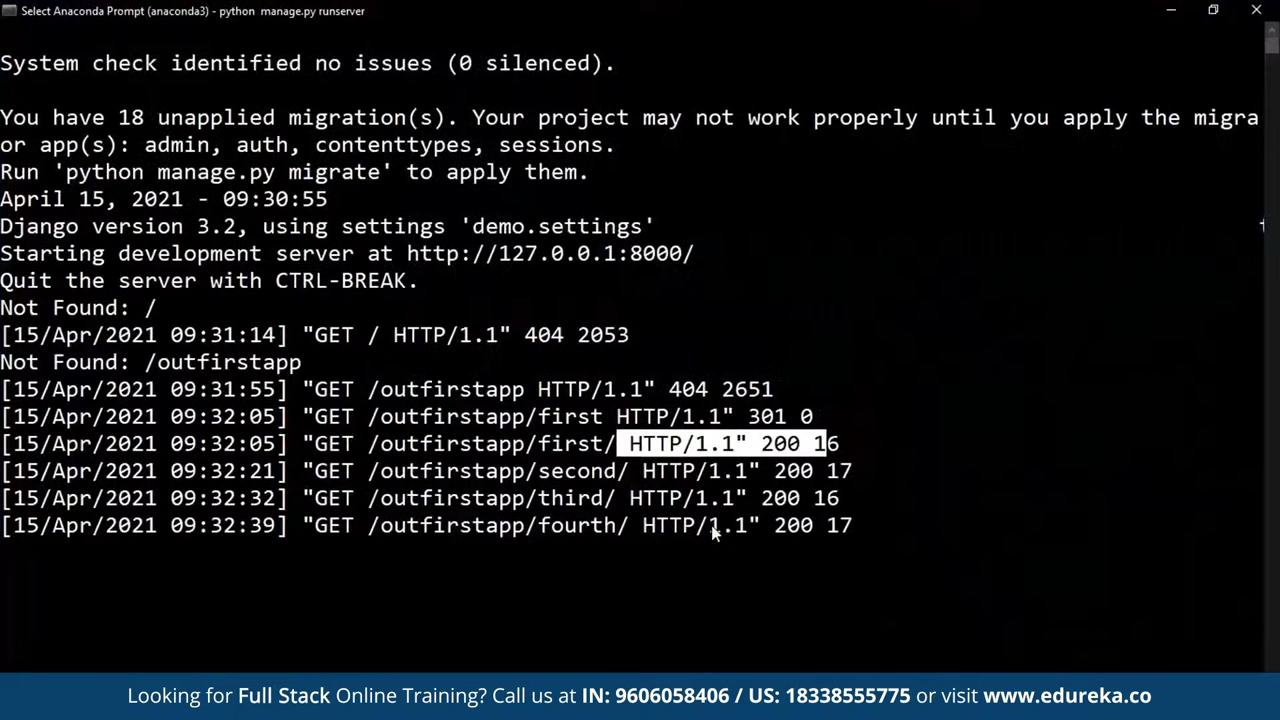 Select Anaconda Prompt (anaconda3) - python  manage.py runserver
System check identified no issues (0 silenced).
You have 18 unapplied migration(s). Your project may not work properly until you apply the migra
or app(s): admin, auth, contenttypes, sessions.
Run 'python manage.py migrate' to apply them.
April 15, 2021 - 09:30:55
Django version 3.2, using settings 'demo.settings'
Starting development server at http://127.0.0.1:8000/
Quit the server with CTRL-BREAK.
Not Found: /
[15/Apr/2021 09:31:14] "GET / HTTP/1.1" 404 2053
Not Found: /outfirstapp
[15/Apr/2021 09:31:55] "GET /outfirstapp HTTP/1.1" 404 2651
[15/Apr/2021 09:32:05] "GET /outfirstapp/first HTTP/1.1" 301 0
[15/Apr/2021 09:32:05] "GET /outfirstapp/first/ HTTP/1.1" 200 16
[15/Apr/2021 09:32:21] "GET /outfirstapp/second/ HTTP/1.1" 200 17
[15/Apr/2021 09:32:32] "GET /outfirstapp/third/ HTTP/1.1" 200 16
[15/Apr/2021 09:32:39] "GET /outfirstapp/fourth/ HTTP/1.1" 200 17
Looking for Full Stack Online Training? Call us at IN: 9606058406 / US: 18338555775 or visit www.edureka.co